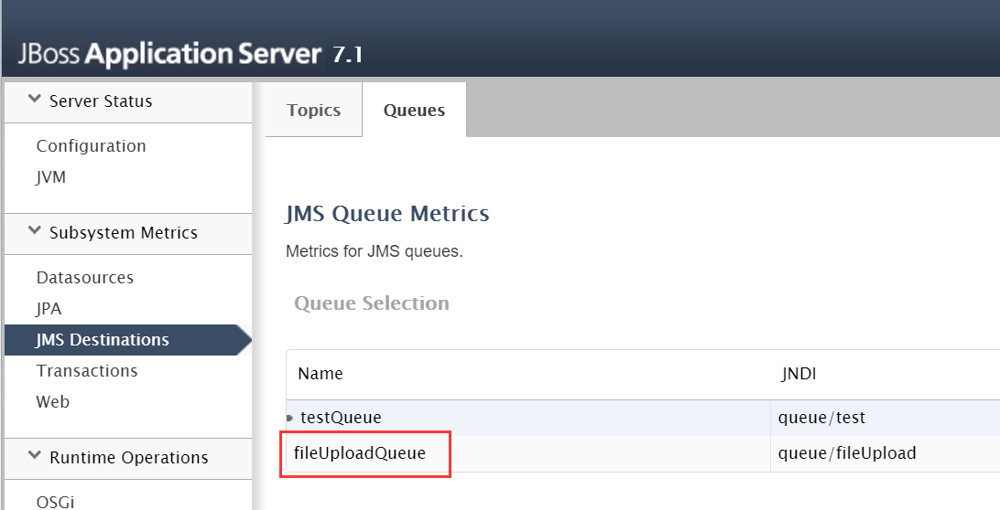 JBoss Application Server 7.1
Server Status
Configuration
JVM
Subsystem Metrics
Datasources
JPA
JMS Destinations
Transactions
Web
Runtime Operations
OSGi
Topics Queues
JMS Queue Metrics
Metrics for JMS queues.
Queue Selection
Name JNDI
testQueue queue/test
fileUploadQueue queue/fileUpload